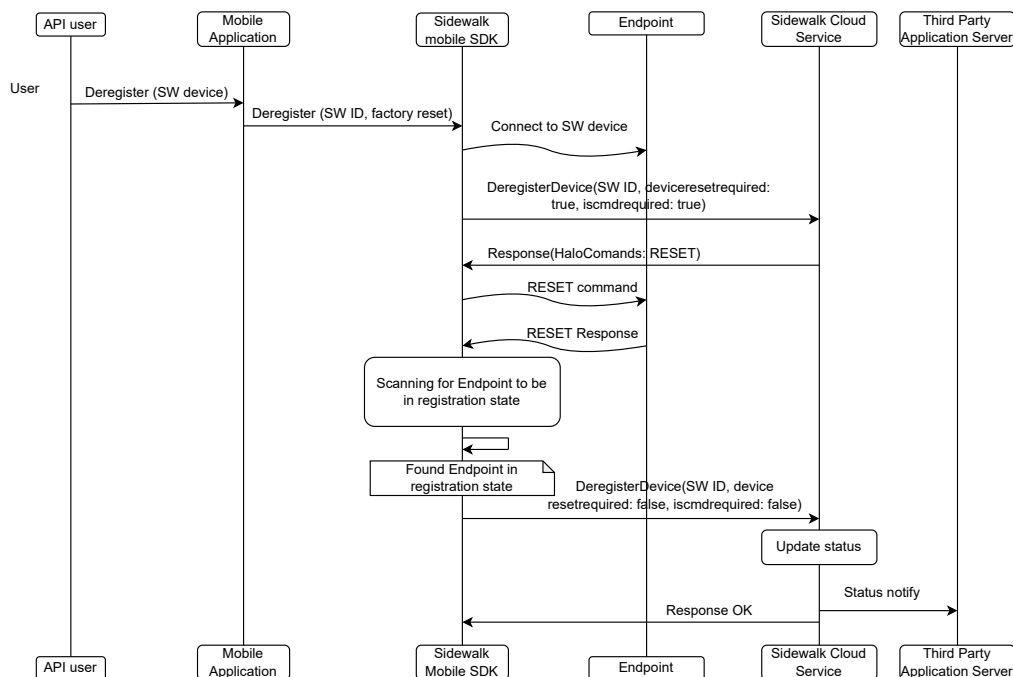 API user
Mobile
Application
Sidewalk
mobile SDK
Endpoint
Sidewalk Cloud
Service
Third Party
Application Server
User
Deregister (SW device)
Deregister (SW ID, factory reset)
Connect to SW device
DeregisterDevice(SW ID, deviceresetrequired:
true, iscmdrequired: true)
Response(HaloComands: RESET)
RESET command
RESET Response
Scanning for Endpoint to be
in registration state
Found Endpoint in
registration state
DeregisterDevice(SW ID, device
resetrequired: false, iscmdrequired: false)
Update status
Status notify
Response OK
API user
Mobile
Application
Sidewalk
Mobile SDK
Endpoint
Sidewalk Cloud
Service
Third Party
Application Server